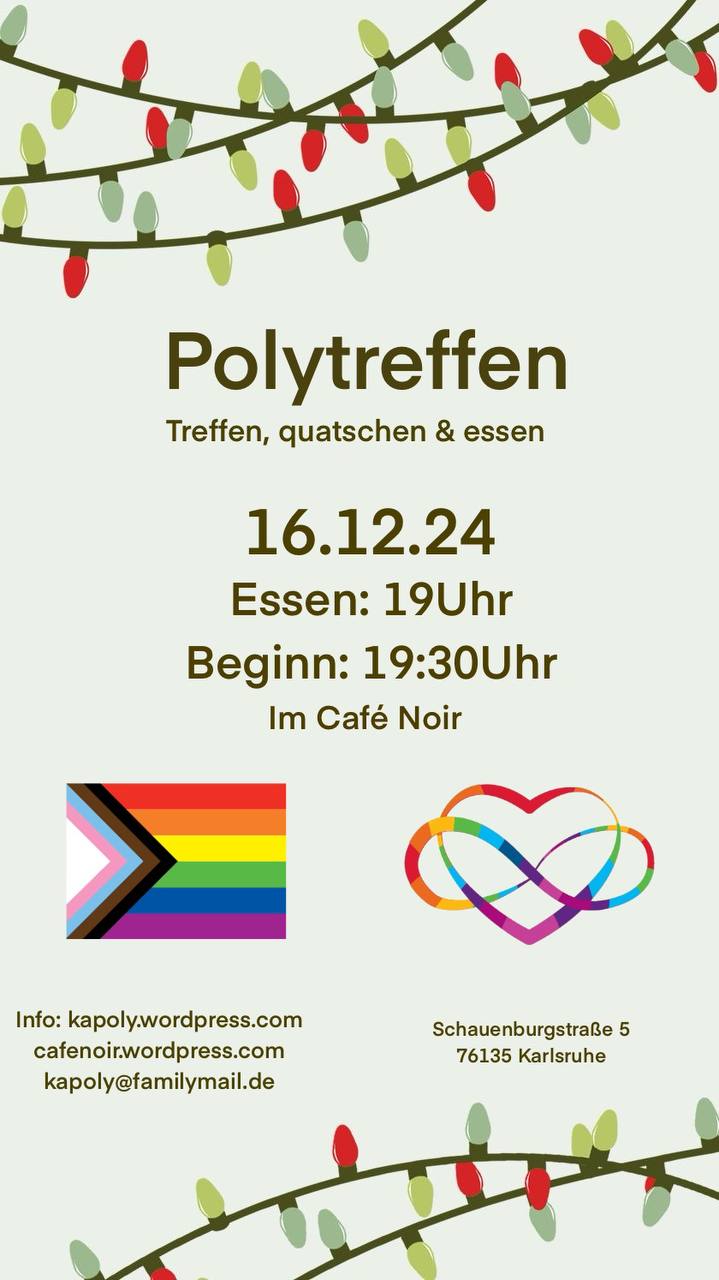 Polytreffen
Treffen, quatschen & essen
16.12.24
Essen: 19Uhr
Beginn: 19:30Uhr
Im Café Noir
Info: kapoly.wordpress.com
cafenoir.wordpress.com
kapoly@familymail.de
Schauenburgstraße 5
76135 Karlsruhe